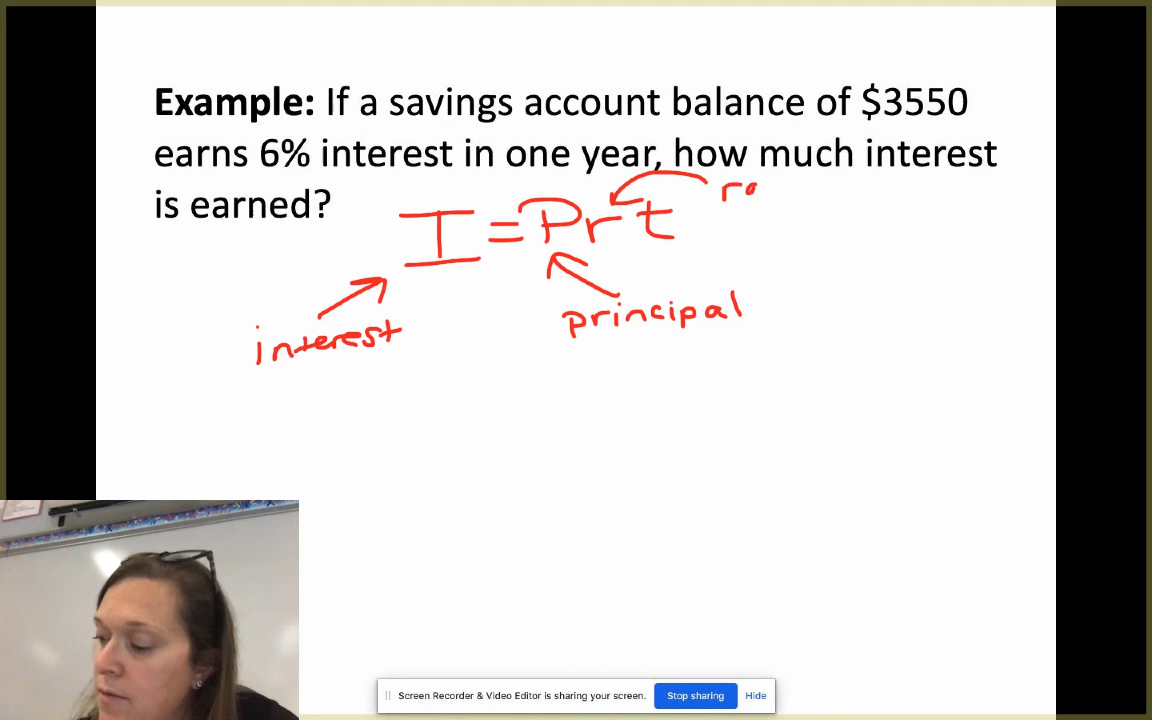 Example: If a savings account balance of $3550
earns 6% interest in one year, how much interest
is earned?
I = Prt
ra
interest
principal
Screen Recorder & Video Editor is sharing your screen.
Stop sharing
Hide